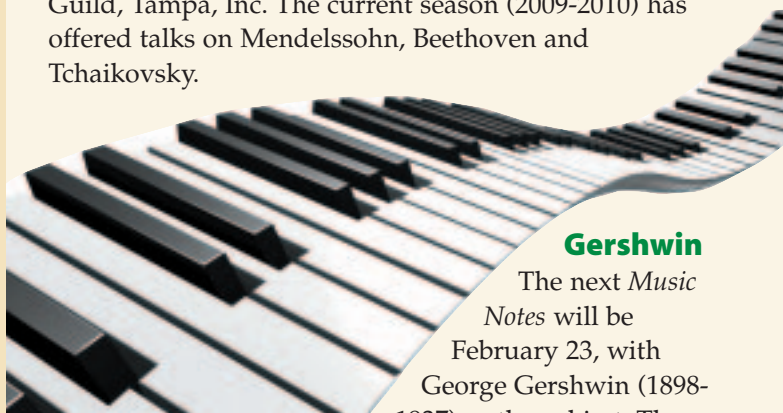 Guild, Tampa, Inc. The current season (2009-2010) has
offered talks on Mendelssohn, Beethoven and
Tchaikovsky.
Gershwin
The next Music
Notes will be
February 23, with
George Gershwin (1898-